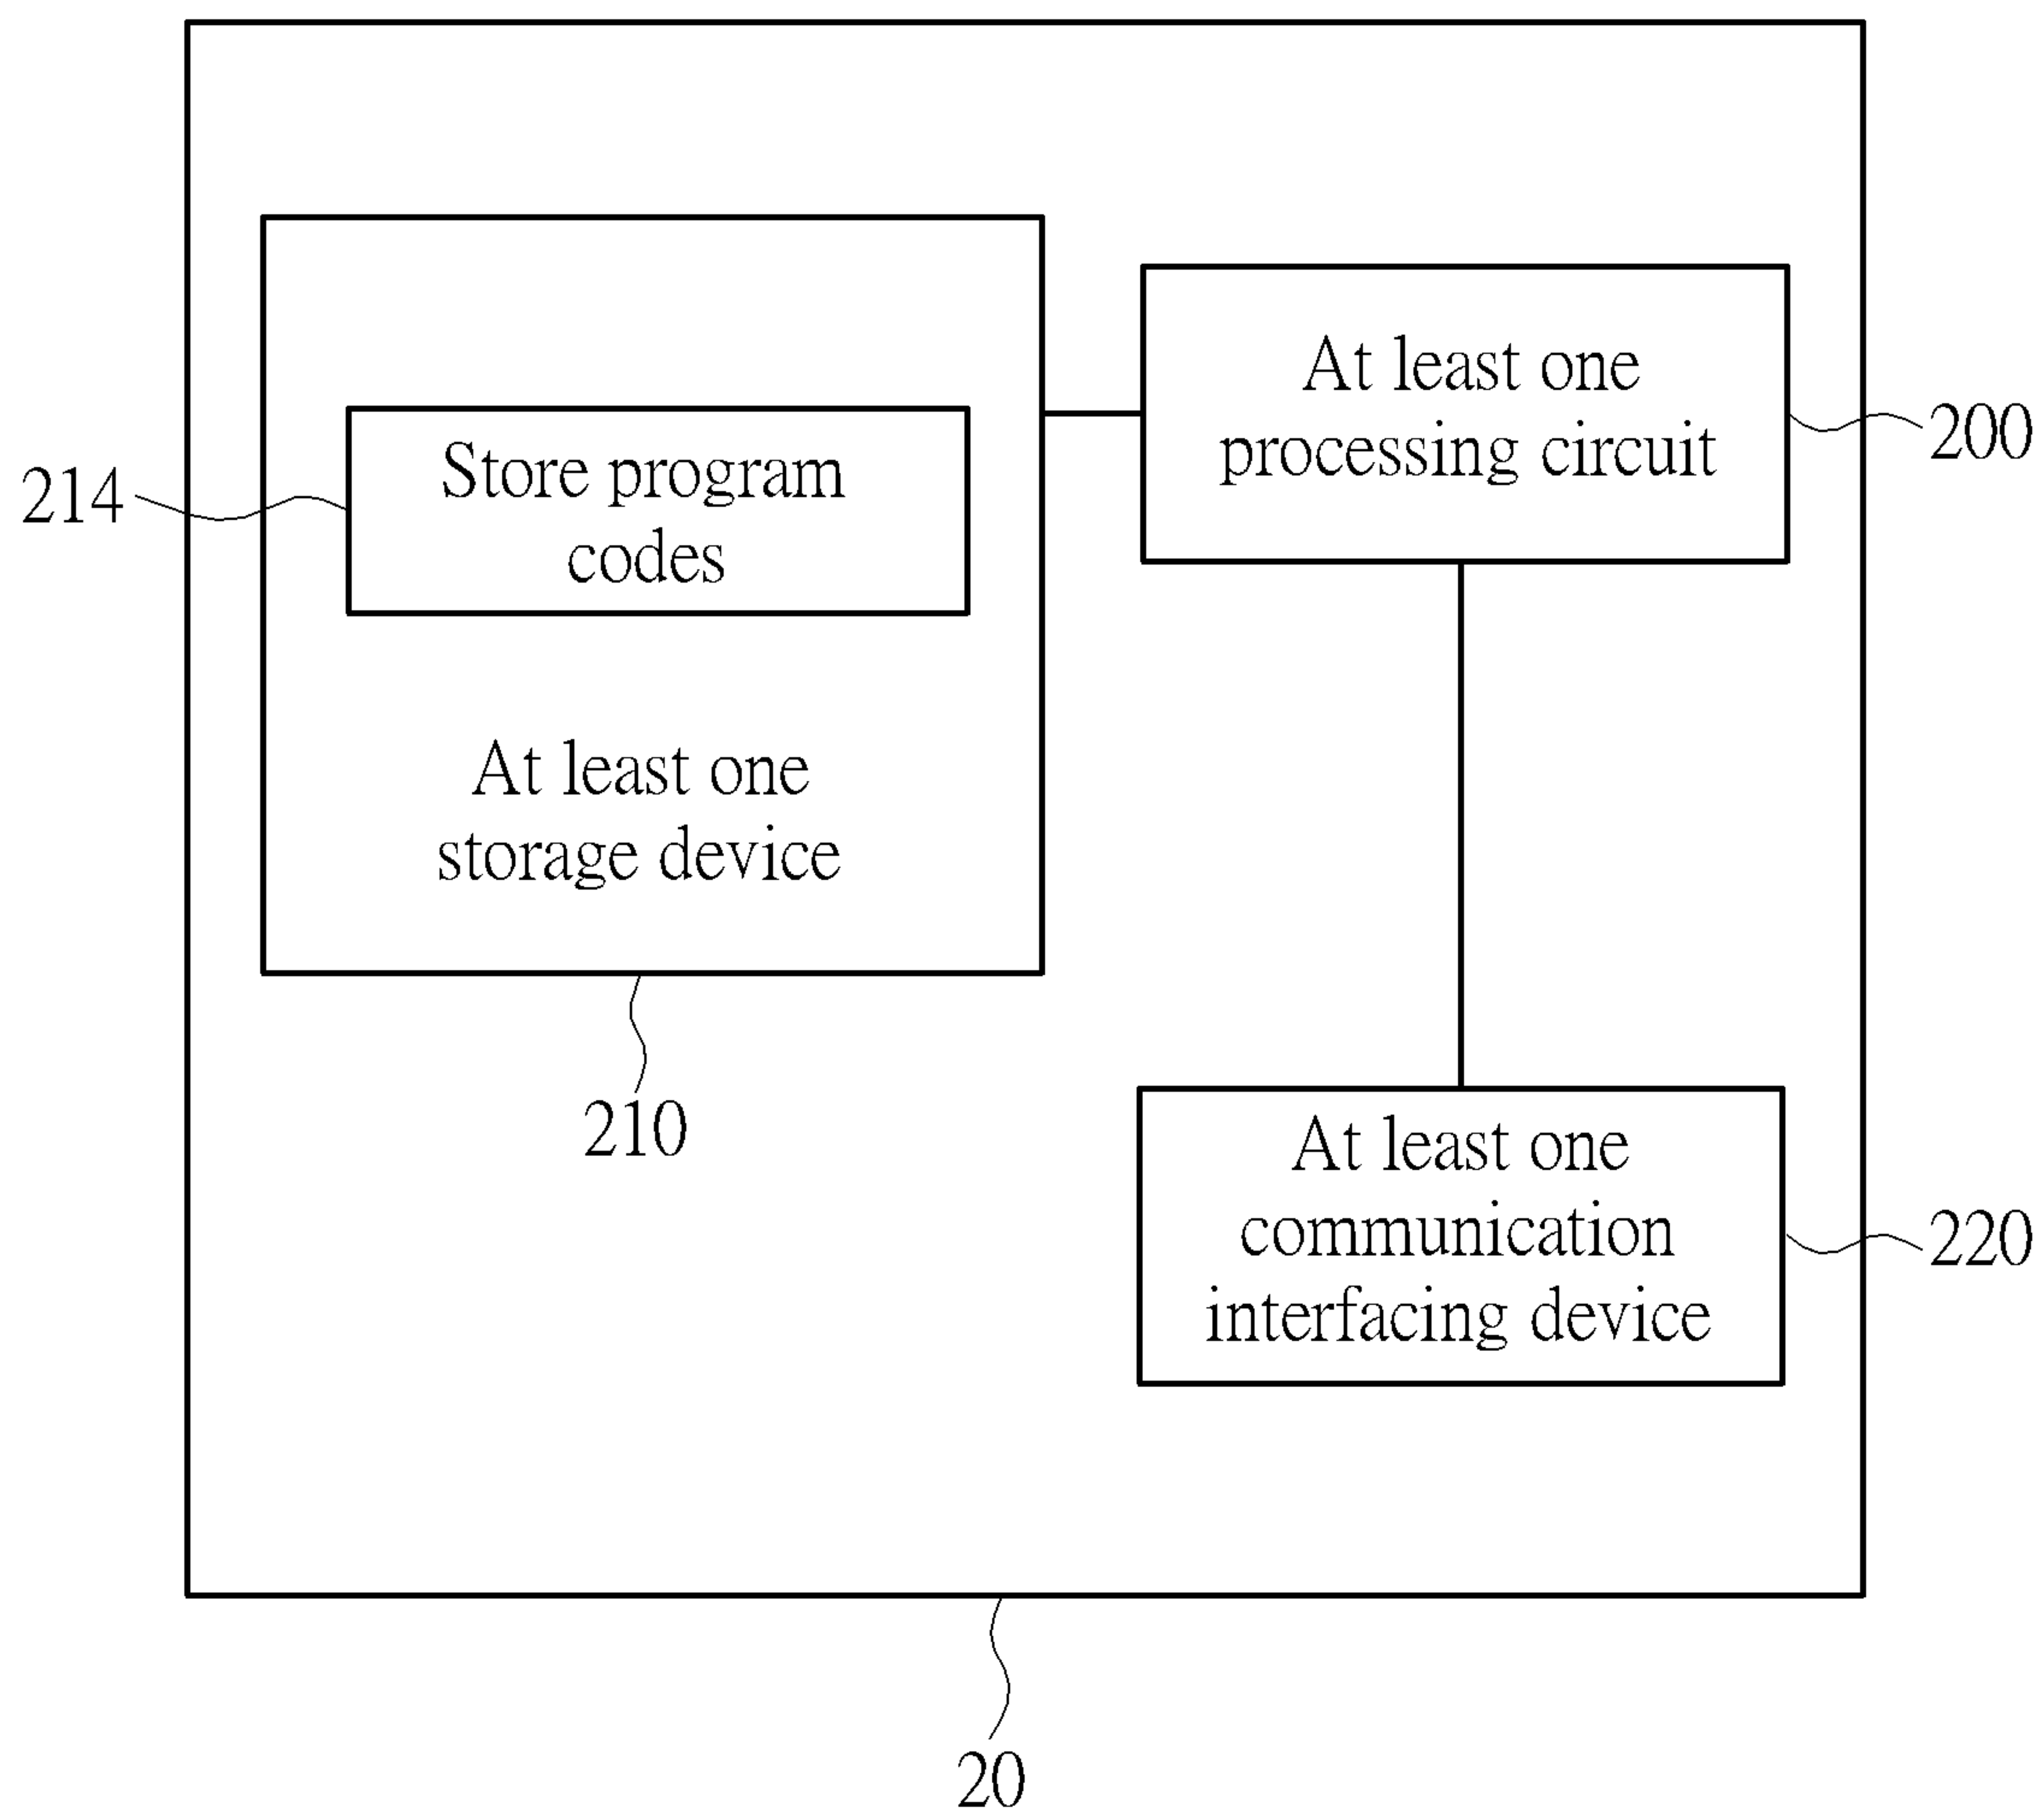 At least one
processing circuit
200
Store program
codes
214
At least one
storage device
210
At least one
communication
interfacing device
220
20